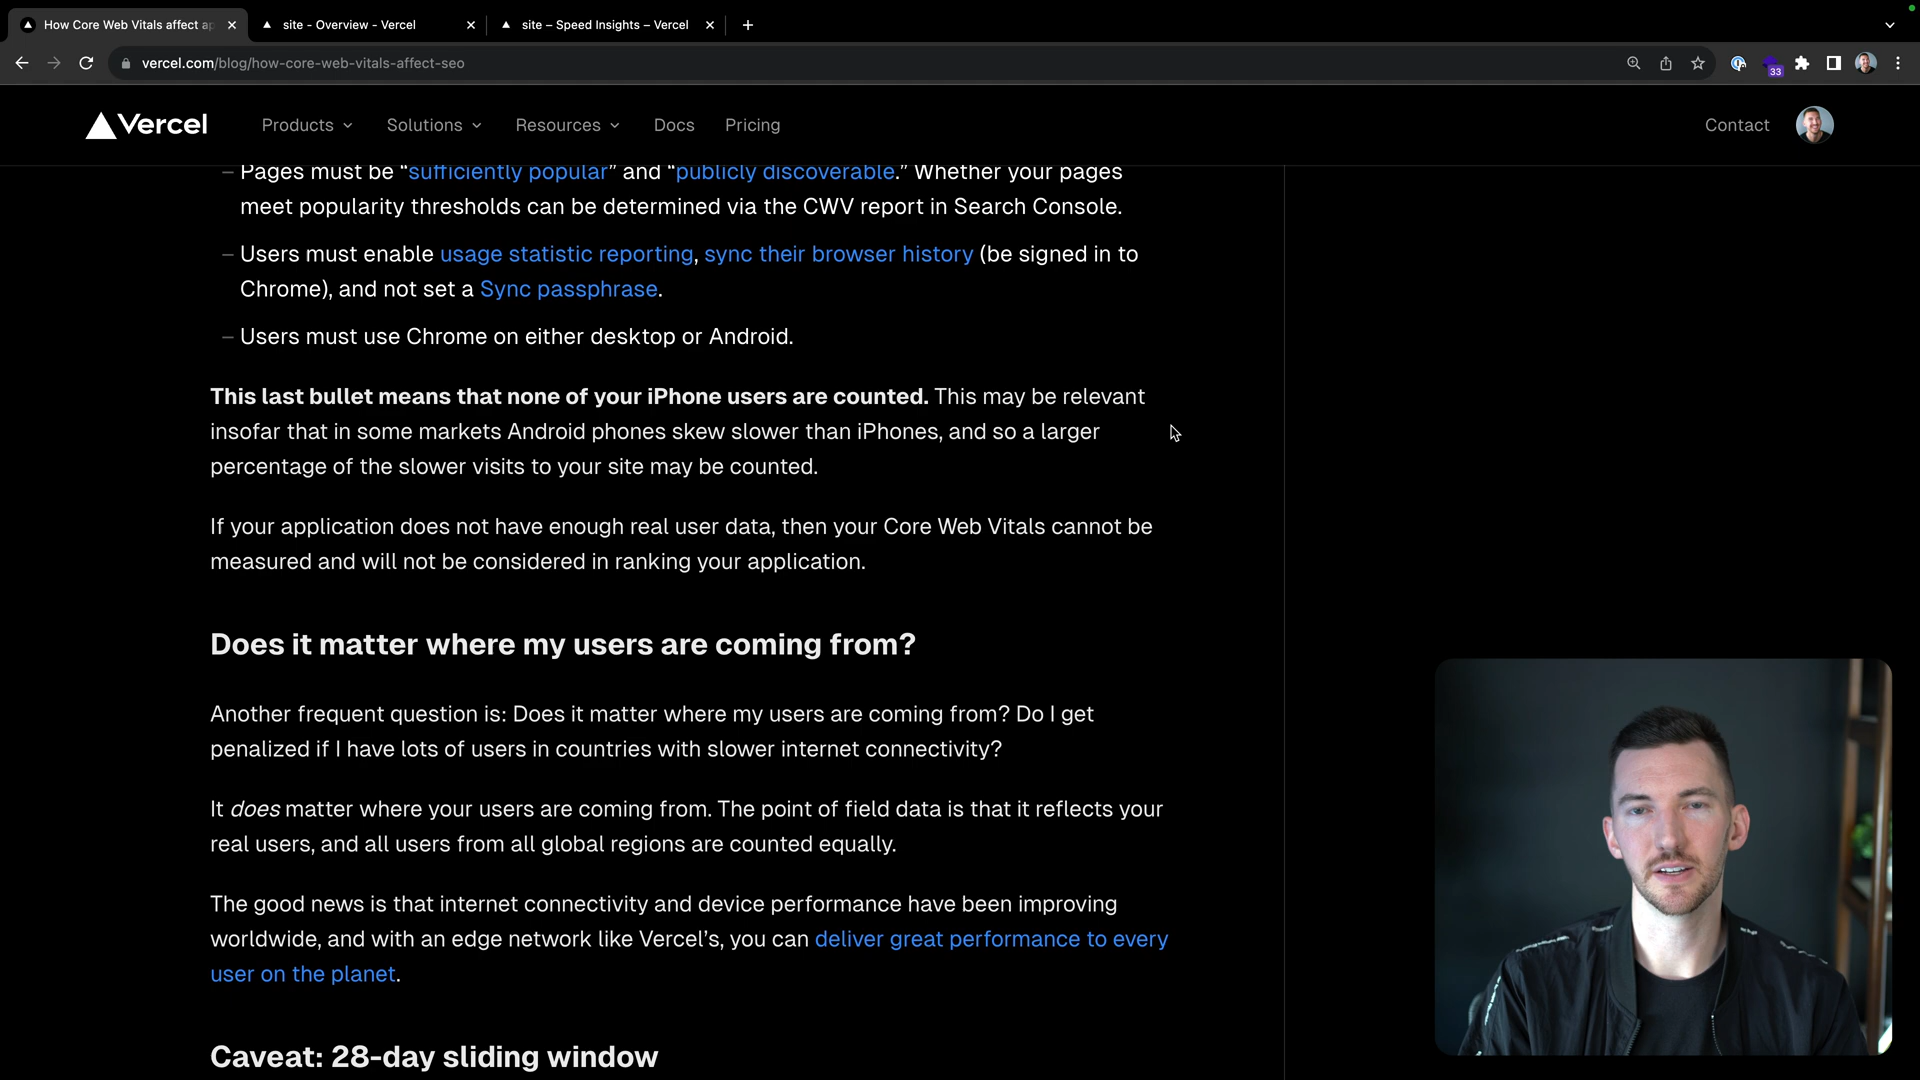 How Core Web Vitals affect ap
site - Overview - Vercel
site – Speed Insights – Vercel
vercel.com/blog/how-core-web-vitals-affect-seo
33
Vercel
Products
Solutions
Resources
Docs
Pricing
Contact
– Pages must be “sufficiently popular” and “publicly discoverable.” Whether your pages
meet popularity thresholds can be determined via the CWV report in Search Console.
– Users must enable usage statistic reporting, sync their browser history (be signed in to
Chrome), and not set a Sync passphrase.
– Users must use Chrome on either desktop or Android.
This last bullet means that none of your iPhone users are counted. This may be relevant
insofar that in some markets Android phones skew slower than iPhones, and so a larger
percentage of the slower visits to your site may be counted.
If your application does not have enough real user data, then your Core Web Vitals cannot be
measured and will not be considered in ranking your application.
Does it matter where my users are coming from?
Another frequent question is: Does it matter where my users are coming from? Do I get
penalized if I have lots of users in countries with slower internet connectivity?
It does matter where your users are coming from. The point of field data is that it reflects your
real users, and all users from all global regions are counted equally.
The good news is that internet connectivity and device performance have been improving
worldwide, and with an edge network like Vercel’s, you can deliver great performance to every
user on the planet.
Caveat: 28-day sliding window